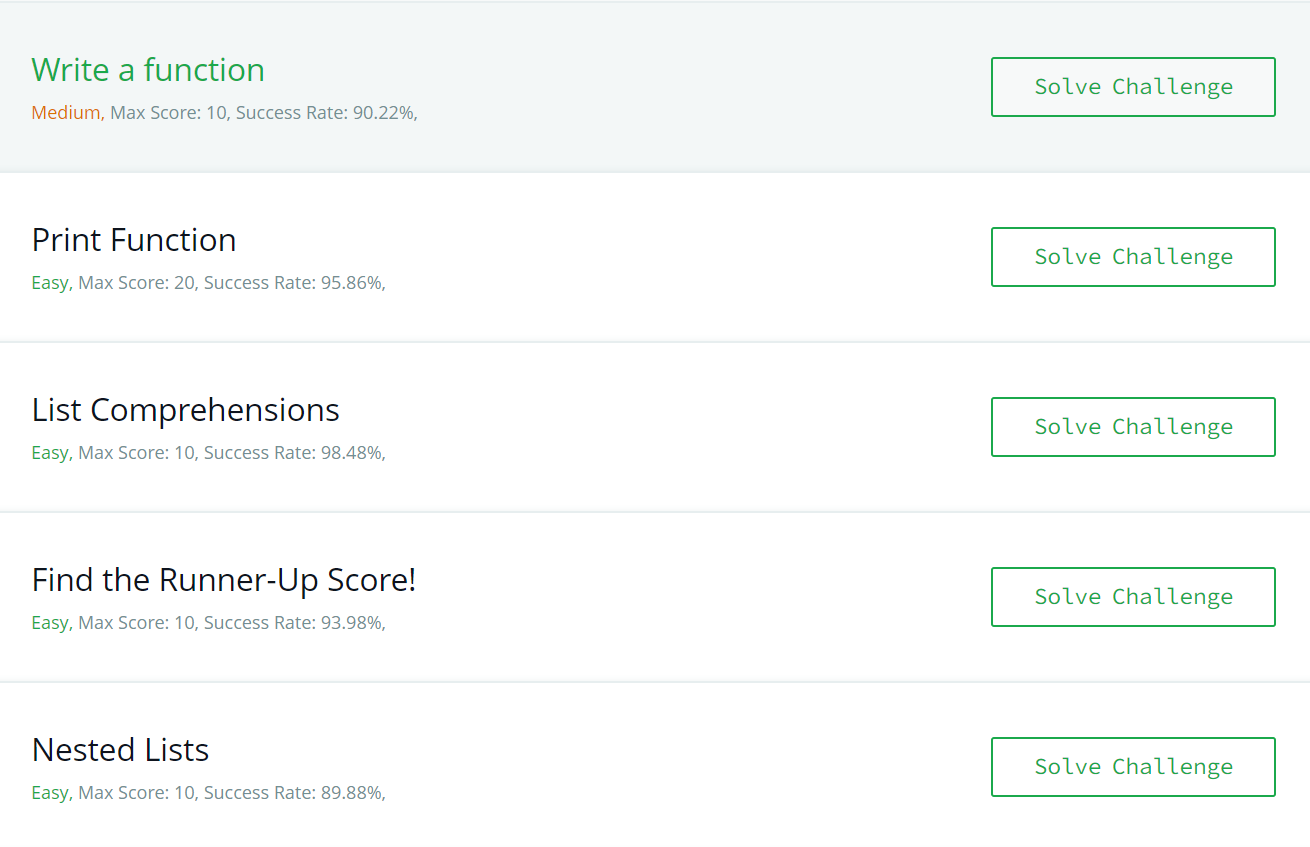 Write a function
Medium, Max Score: 10, Success Rate: 90.22%,
Solve Challenge
Print Function
Easy, Max Score: 20, Success Rate: 95.86%,
Solve Challenge
List Comprehensions
Easy, Max Score: 10, Success Rate: 98.48%,
Solve Challenge
Find the Runner-Up Score!
Easy, Max Score: 10, Success Rate: 93.98%,
Solve Challenge
Nested Lists
Easy, Max Score: 10, Success Rate: 89.88%,
Solve Challenge